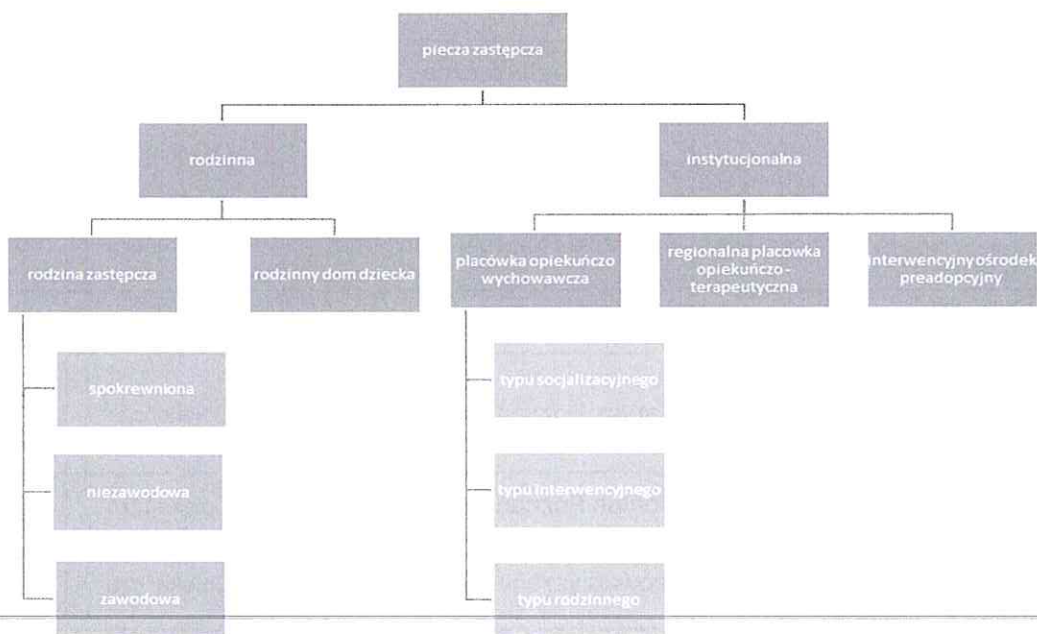 piecza zastępcza
rodzinna
instytucjonalna
rodzina zastępcza
rodzinny dom dziecka
placówka opiekuńczo
wychowawcza
regionalna placowka
opiekuńczo-
terapeutyczna
interwencyjny ośrodek
preadopcyjny
spokrewniona
niezawodowa
zawodowa
typu socjalizacyjnego
typu interwencyjnego
typu rodzinnego